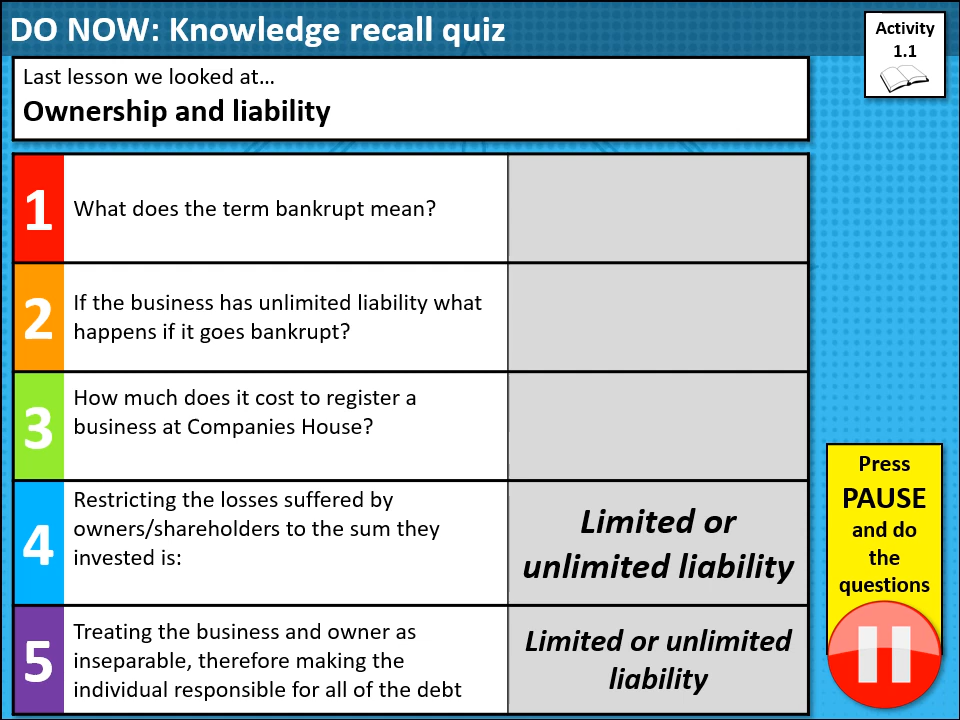 DO NOW: Knowledge recall quiz
Activity
1.1
Last lesson we looked at…
Ownership and liability
1
What does the term bankrupt mean?
2
If the business has unlimited liability what
happens if it goes bankrupt?
3
How much does it cost to register a
business at Companies House?
4
Restricting the losses suffered by
owners/shareholders to the sum they
invested is:
Limited or
unlimited liability
5
Treating the business and owner as
inseparable, therefore making the
individual responsible for all of the debt
Limited or unlimited
liability
Press
PAUSE
and do
the
questions